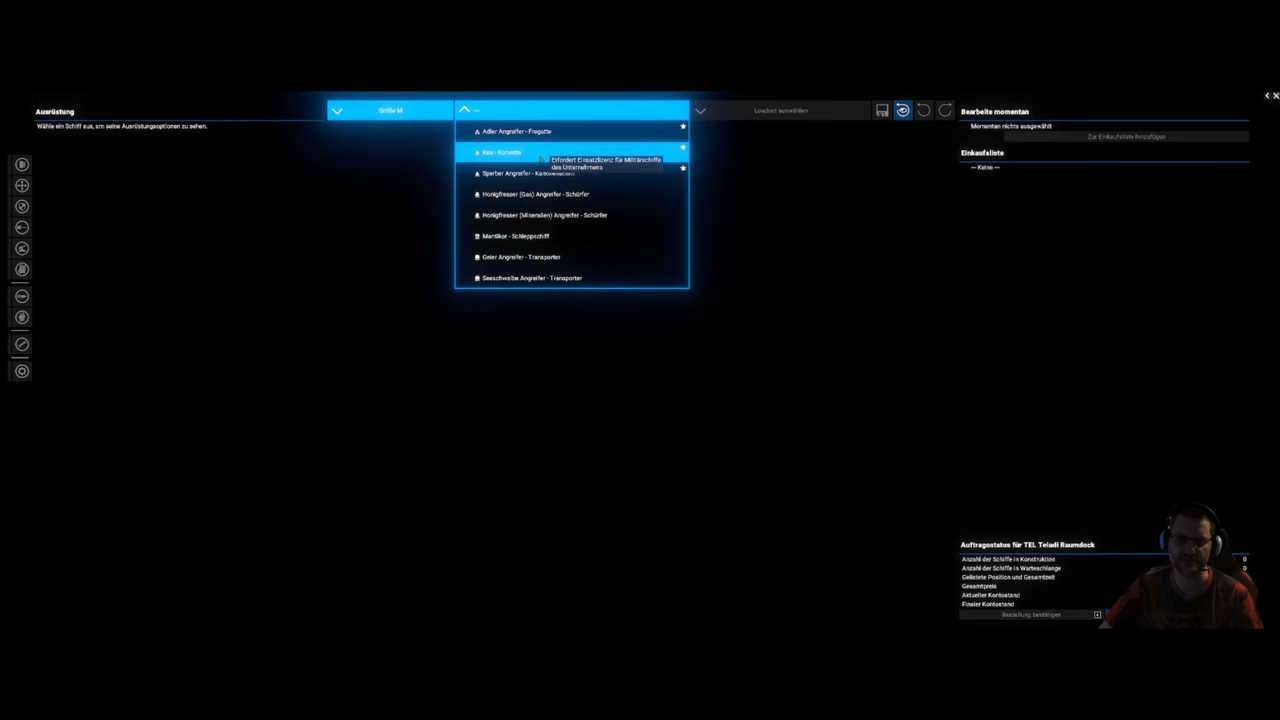 Ausrüstung
Wähle ein Schiff aus, um seine Ausrüstungsoptionen zu sehen.
Größe M
--
Loadout auswählen
Adler Angreifer - Fregatte
Kea - Korvette
Erfordert Einsatzlizenz für Militärschiffe
des Unternehmens
Sperber Angreifer - Kanonenschiff
Honigfresser (Gas) Angreifer - Schürfer
Honigfresser (Mineralien) Angreifer - Schürfer
Mantikor - Schleppschiff
Geier Angreifer - Transporter
Seeschwalbe Angreifer - Transporter
Bearbeite momentan
Momentan nichts ausgewählt
Zur Einkaufsliste hinzufügen
Einkaufsliste
-- Keine --
Auftragsstatus für TEL Teladi Raumdock
Anzahl der Schiffe in Konstruktion 0
Anzahl der Schiffe in Warteschlange 0
Gelistete Position und Gesamtzeit
Gesamtpreis
Aktueller Kontostand
Finaler Kontostand
Bestellung bestätigen